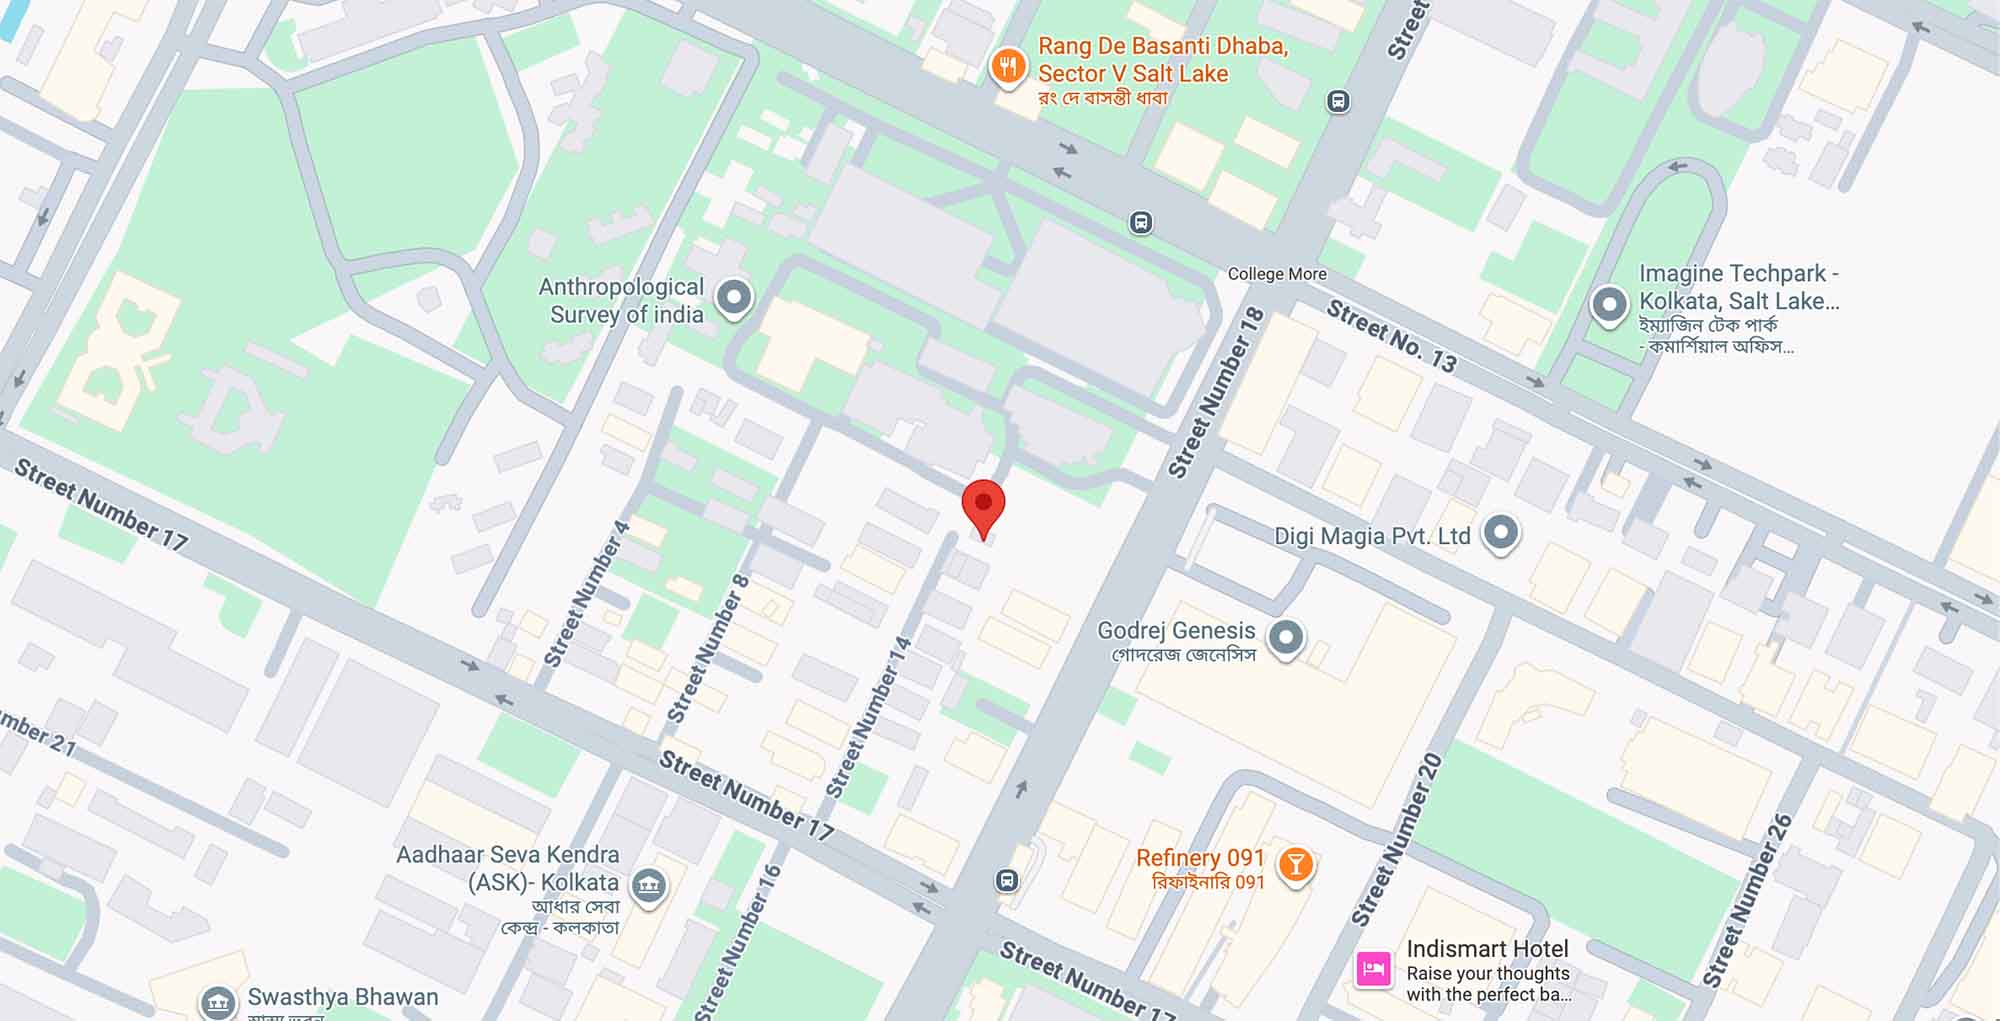 Rang De Basanti Dhaba,
Sector V Salt Lake
রং দে বাসন্তী ধাবা
Street
College More
Anthropological
Survey of india
Imagine Techpark -
Kolkata, Salt Lake...
ইম্যাজিন টেক পার্ক
- কমার্শিয়াল অফিস...
Street No. 13
Street Number 18
Street Number 17
Digi Magia Pvt. Ltd
Street Number 4
Street Number 8
Street Number 14
Godrej Genesis
গোদরেজ জেনেসিস
umber 21
Street Number 17
Street Number 20
Street Number 26
Aadhaar Seva Kendra
(ASK)- Kolkata
আধার সেবা
কেন্দ্র - কলকাতা
Refinery 091
রিফাইনারি 091
Street Number 16
Indismart Hotel
Raise your thoughts
with the perfect ba...
Street Number 17
Swasthya Bhawan